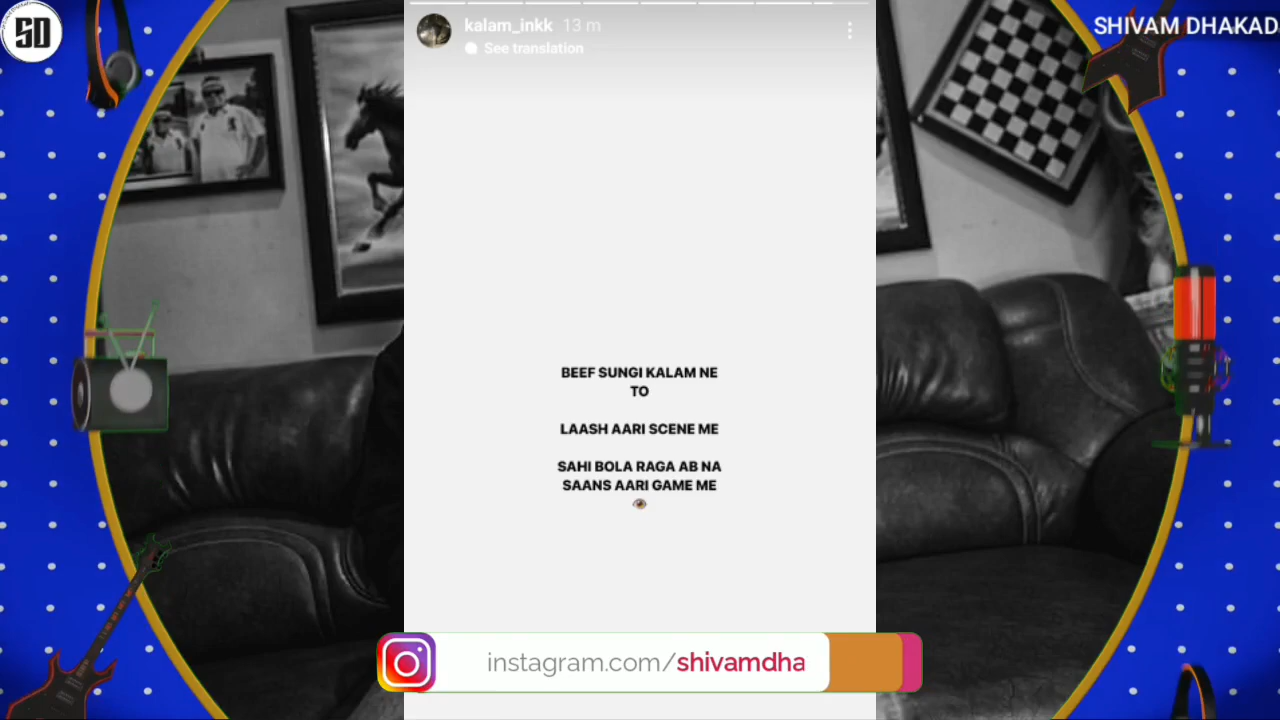 SD
SHIVAM DHAKAD
kalam_inkk 13 m
See translation
BEEF SUNGI KALAM NE
TO
LAASH AARI SCENE ME
SAHI BOLA RAGA AB NA
SAANS AARI GAME ME
instagram.com/shivamdha